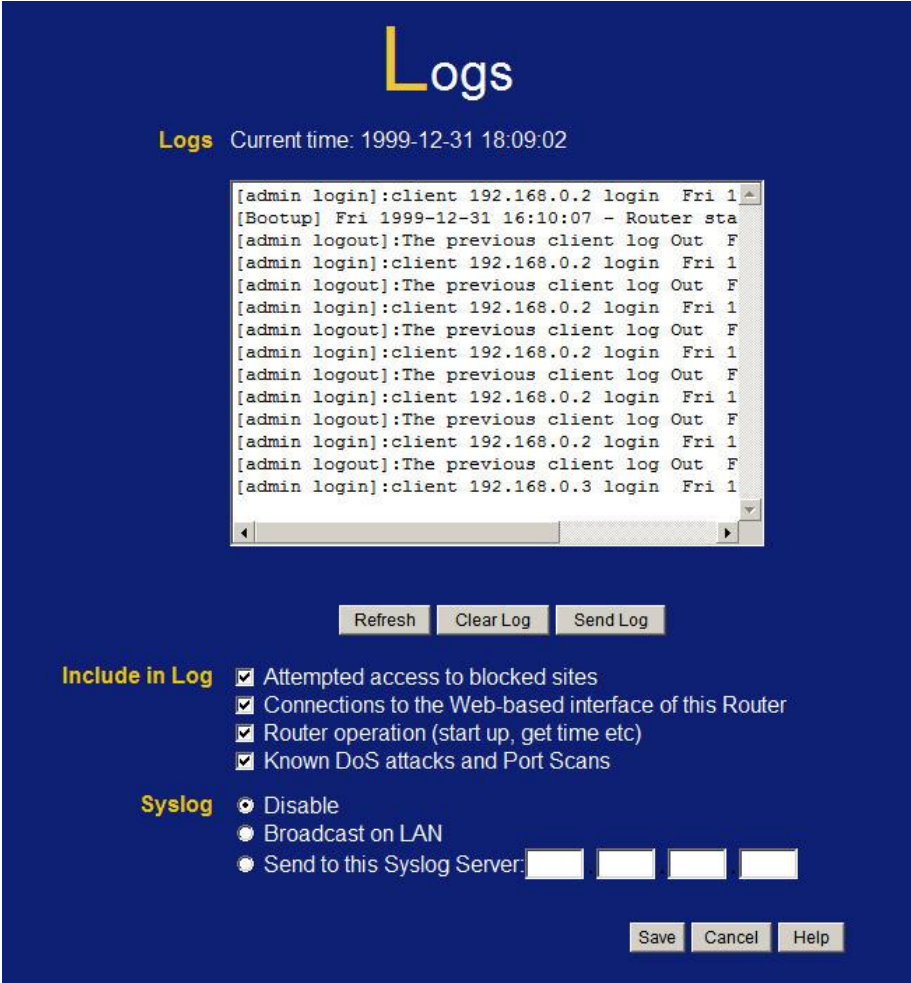 Logs
Logs Current time: 1999-12-31 18:09:02
[admin login]:client 192.168.0.2 login  Fri 1
[Bootup] Fri 1999-12-31 16:10:07 - Router sta
[admin logout]:The previous client log Out  F
[admin login]:client 192.168.0.2 login  Fri 1
[admin logout]:The previous client log Out  F
[admin login]:client 192.168.0.2 login  Fri 1
[admin logout]:The previous client log Out  F
[admin login]:client 192.168.0.2 login  Fri 1
[admin logout]:The previous client log Out  F
[admin login]:client 192.168.0.2 login  Fri 1
[admin logout]:The previous client log Out  F
[admin login]:client 192.168.0.2 login  Fri 1
[admin logout]:The previous client log Out  F
[admin login]:client 192.168.0.3 login  Fri 1
Refresh Clear Log Send Log
Include in Log Attempted access to blocked sites
Connections to the Web-based interface of this Router
Router operation (start up, get time etc)
Known DoS attacks and Port Scans
Syslog Disable
Broadcast on LAN
Send to this Syslog Server: . . .
Save Cancel Help